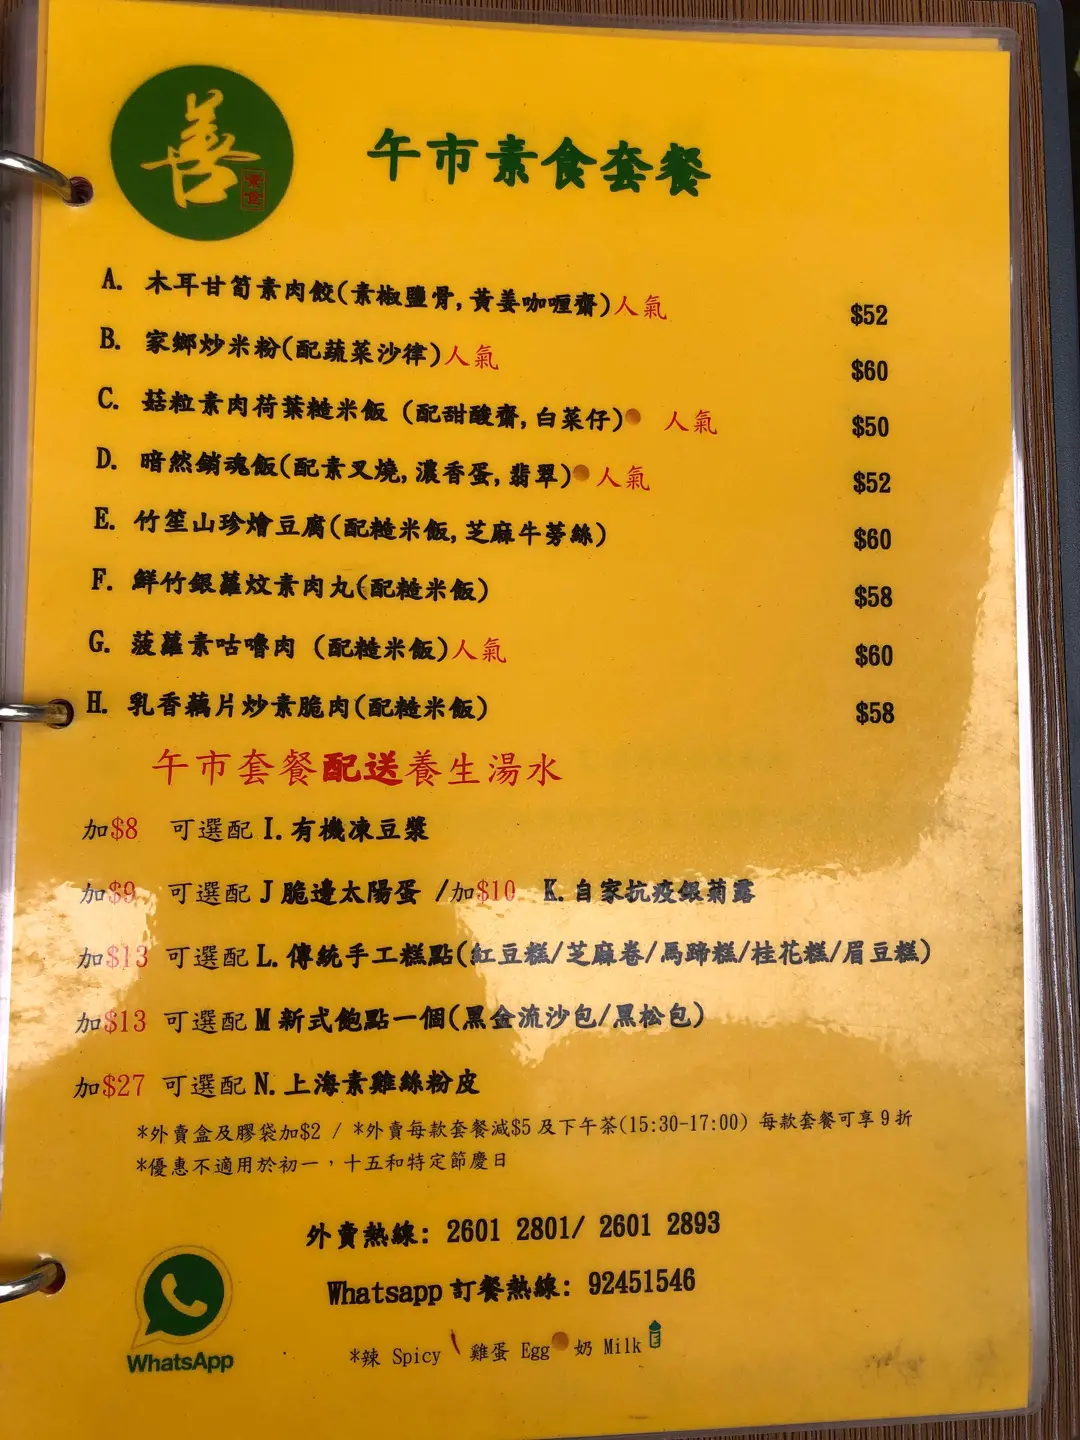 善
素食
午市素食套餐
A. 木耳甘筍素肉餃(素椒鹽骨,黃姜咖喱齋)人氣 $52
B. 家鄉炒米粉(配蔬菜沙律)人氣 $60
C. 菇粒素肉荷葉糙米飯 (配甜酸齋,白菜仔) 人氣 $50
D. 暗然銷魂飯(配素叉燒,濃香蛋,翡翠) 人氣 $52
E. 竹笙山珍燴豆腐(配糙米飯,芝麻牛蒡絲) $60
F. 鮮竹銀蘿炆素肉丸(配糙米飯) $58
G. 菠蘿素咕嚕肉 (配糙米飯)人氣 $60
H. 乳香藕片炒素脆肉(配糙米飯) $58
午市套餐配送養生湯水
加$8 可選配 I.有機凍豆漿
加$9 可選配 J 脆邊太陽蛋 /加$10 K.自家抗疫銀菊露
加$13 可選配 L.傳統手工糕點(紅豆糕/芝麻卷/馬蹄糕/桂花糕/眉豆糕)
加$13 可選配 M 新式飽點一個(黑金流沙包/黑松包)
加$27 可選配 N.上海素雞絲粉皮
*外賣盒及膠袋加$2 / *外賣每款套餐減$5 及下午茶(15:30-17:00) 每款套餐可享 9 折
*優惠不適用於初一，十五和特定節慶日
外賣熱線: 2601 2801/ 2601 2893
Whatsapp 訂餐熱線: 92451546
WhatsApp
*辣 Spicy 雞蛋 Egg 奶 Milk